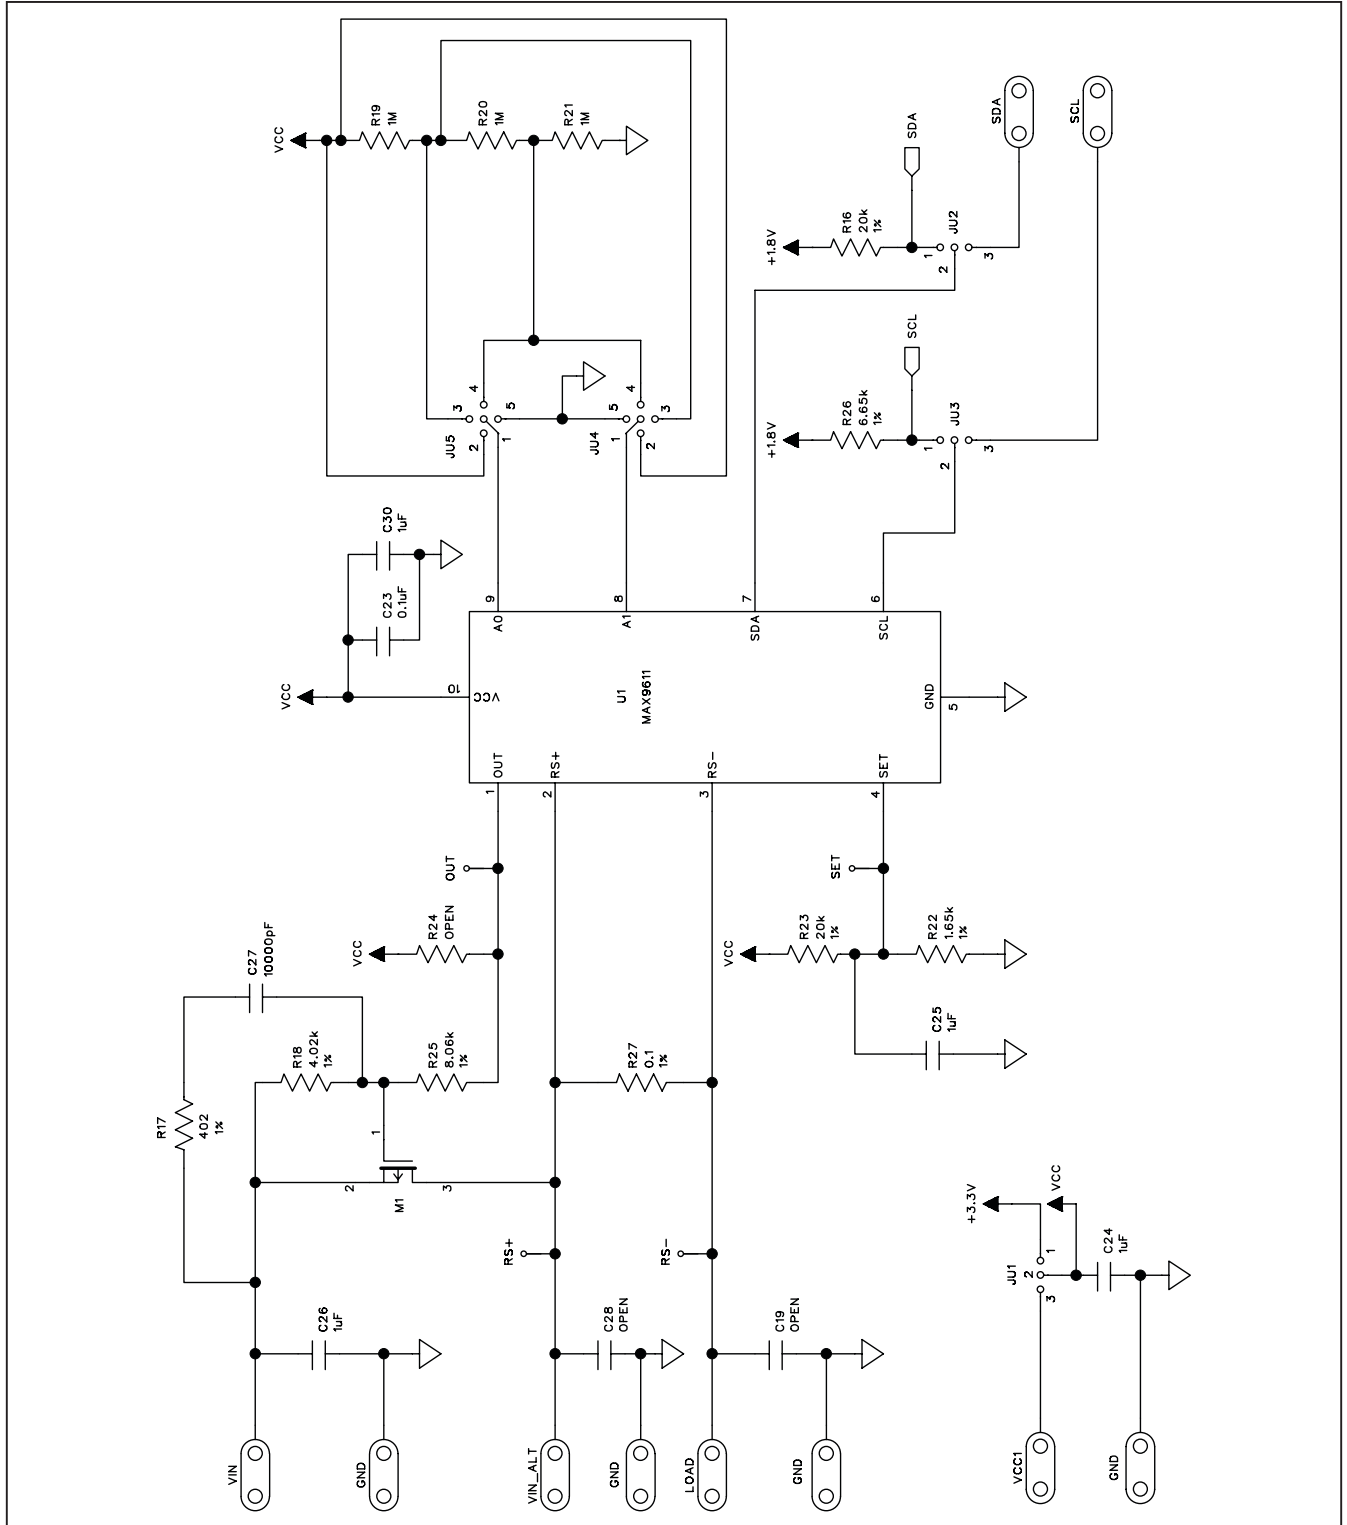 VCC
R19
1M
R20
1M
R21
1M
SDA
SCL
SDA
+1.8V
R16
20k
1%
JU2
1
2
3
SCL
+1.8V
R26
6.65k
1%
JU3
1
2
3
4
3
5
JU5
2
1
4
5
3
JU4
1
2
C30
1uF
C23
0.1uF
VCC
10
VCC
9
A0
8
A1
7
SDA
6
SCL
U1
MAX9611
GND
5
OUT
1
RS+
2
RS-
3
SET
4
OUT
SET
R24
OPEN
VCC
C27
10000pF
R23
20k
1%
VCC
R22
1.65k
1%
C25
1uF
R18
4.02k
1%
R25
8.06k
1%
R27
0.1
1%
R17
402
1%
1
2
3
M1
RS+
RS-
+3.3V
VCC
JU1
1
2
3
C24
1uF
C26
1uF
C28
OPEN
C19
OPEN
VIN
GND
VIN_ALT
GND
LOAD
GND
VCC1
GND